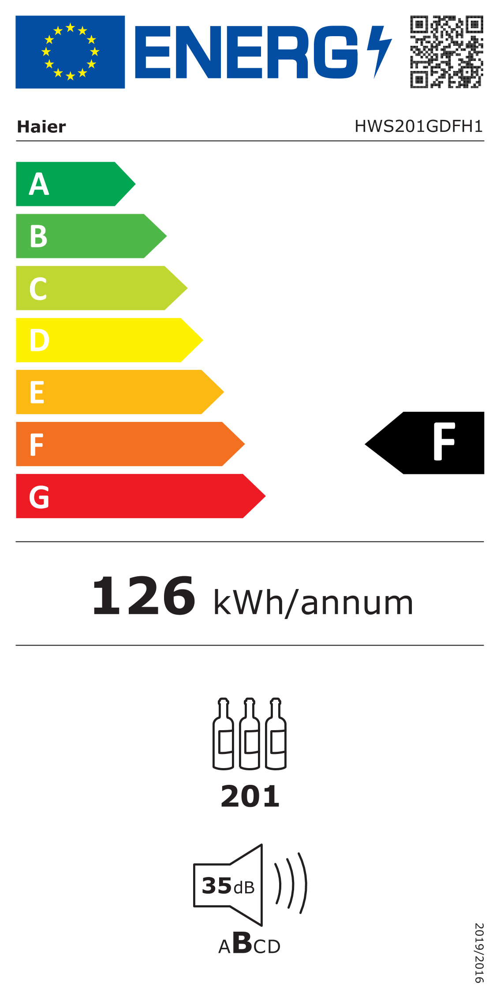 ENERG
Haier
HWS201GDFH1
A
B
C
D
E
F
F
G
126 kWh/annum
201
35dB
ABCD
2019/2016